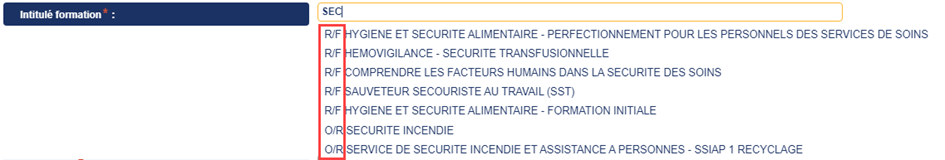 Intitulé formation * : SEC
R/F HYGIENE ET SECURITE ALIMENTAIRE - PERFECTIONNEMENT POUR LES PERSONNELS DES SERVICES DE SOINS
R/F HEMOVIGILANCE - SECURITE TRANSFUSIONNELLE
R/F COMPRENDRE LES FACTEURS HUMAINS DANS LA SECURITE DES SOINS
R/F SAUVETEUR SECOURISTE AU TRAVAIL (SST)
R/F HYGIENE ET SECURITE ALIMENTAIRE - FORMATION INITIALE
O/R SECURITE INCENDIE
O/R SERVICE DE SECURITE INCENDIE ET ASSISTANCE A PERSONNES - SSIAP 1 RECYCLAGE